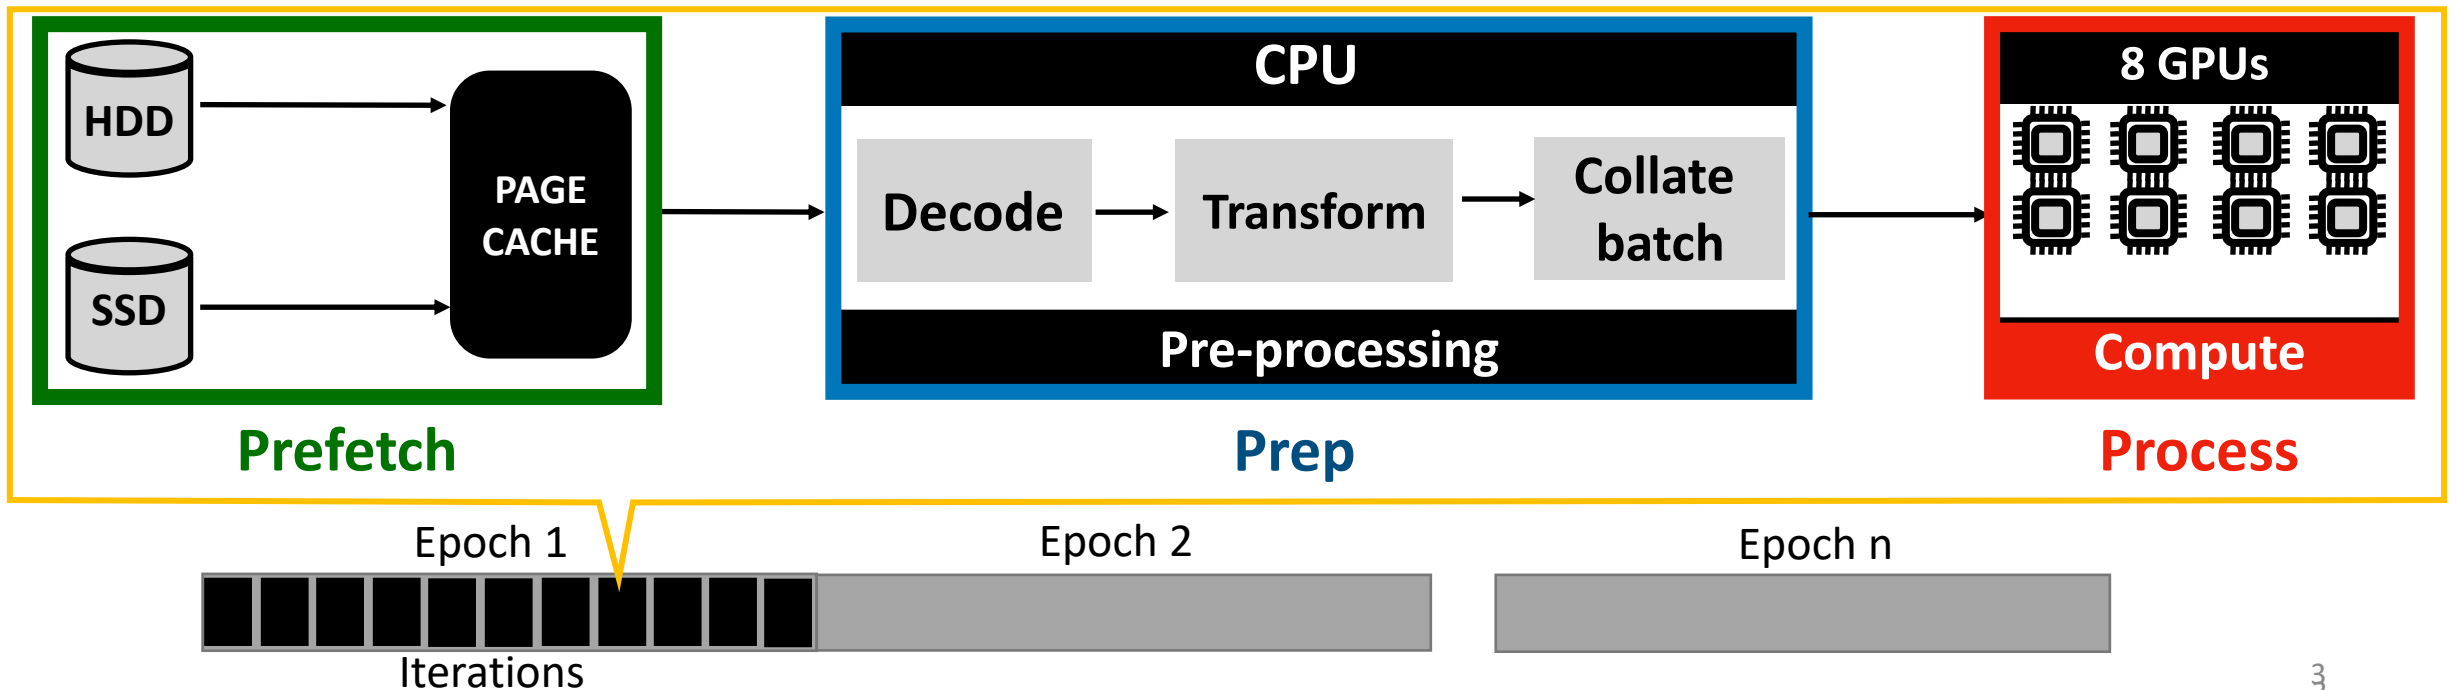 HDD
SSD
PAGE
CACHE
Prefetch
CPU
Decode
Transform
Collate
batch
Pre-processing
Prep
8 GPUs
Compute
Process
Epoch 1
Epoch 2
Epoch n
Iterations
3